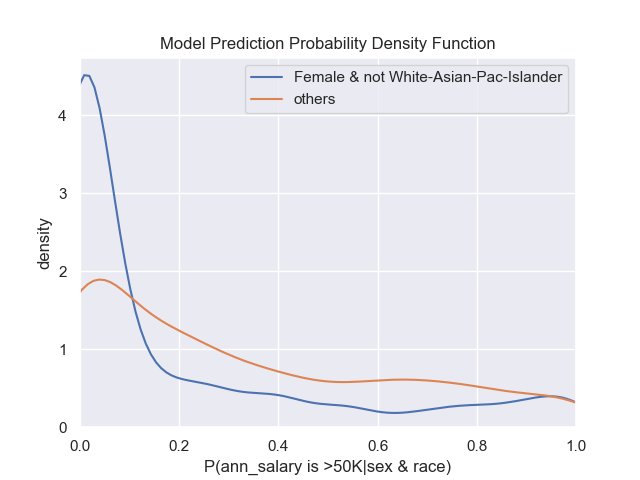 Model Prediction Probability Density Function
Female & not White-Asian-Pac-Islander
others
density
4
3
2
1
0
0.0 0.2 0.4 0.6 0.8 1.0
P(ann_salary is >50K|sex & race)